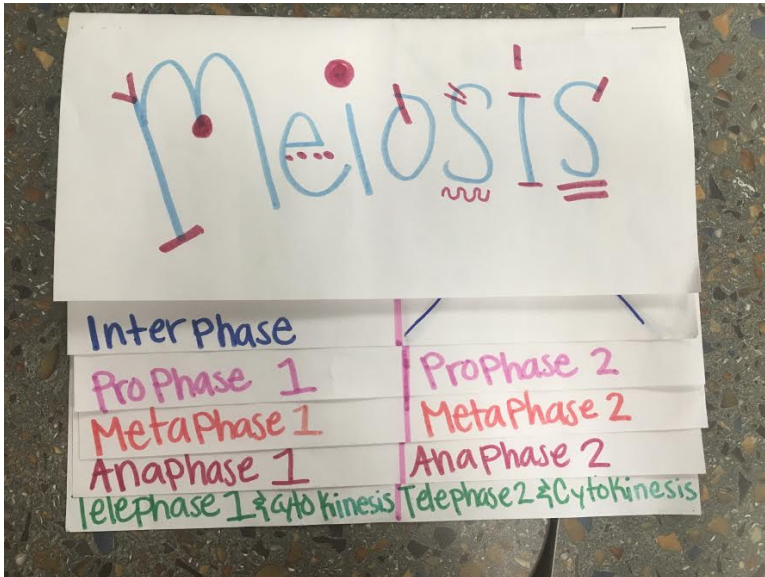 Meiosis
Interphase
Prophase 1 Prophase 2
Metaphase 1 Metaphase 2
Anaphase 1 Anaphase 2
Telephase 1 & Cytokinesis Telephase 2 & Cytokinesis